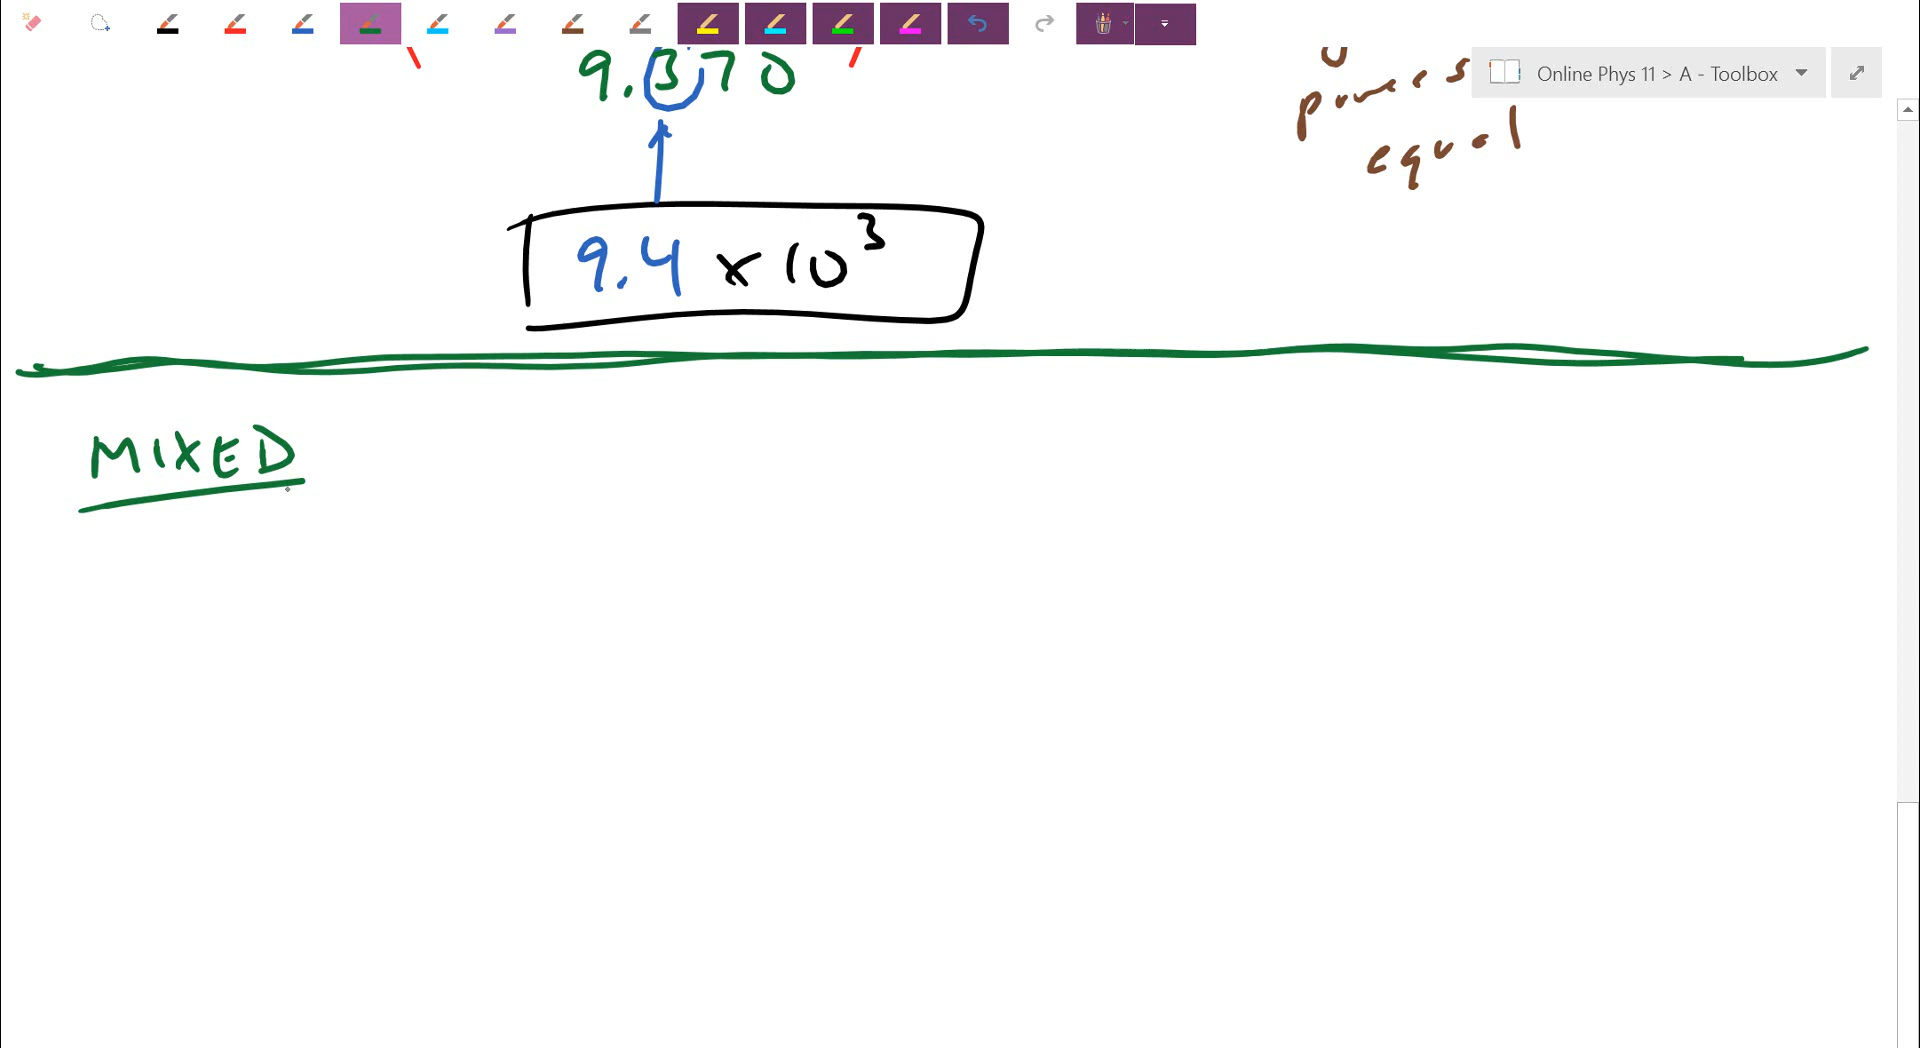 9.370
Online Phys 11 > A - Toolbox
powers
equal
9.4 x 10³
MIXED